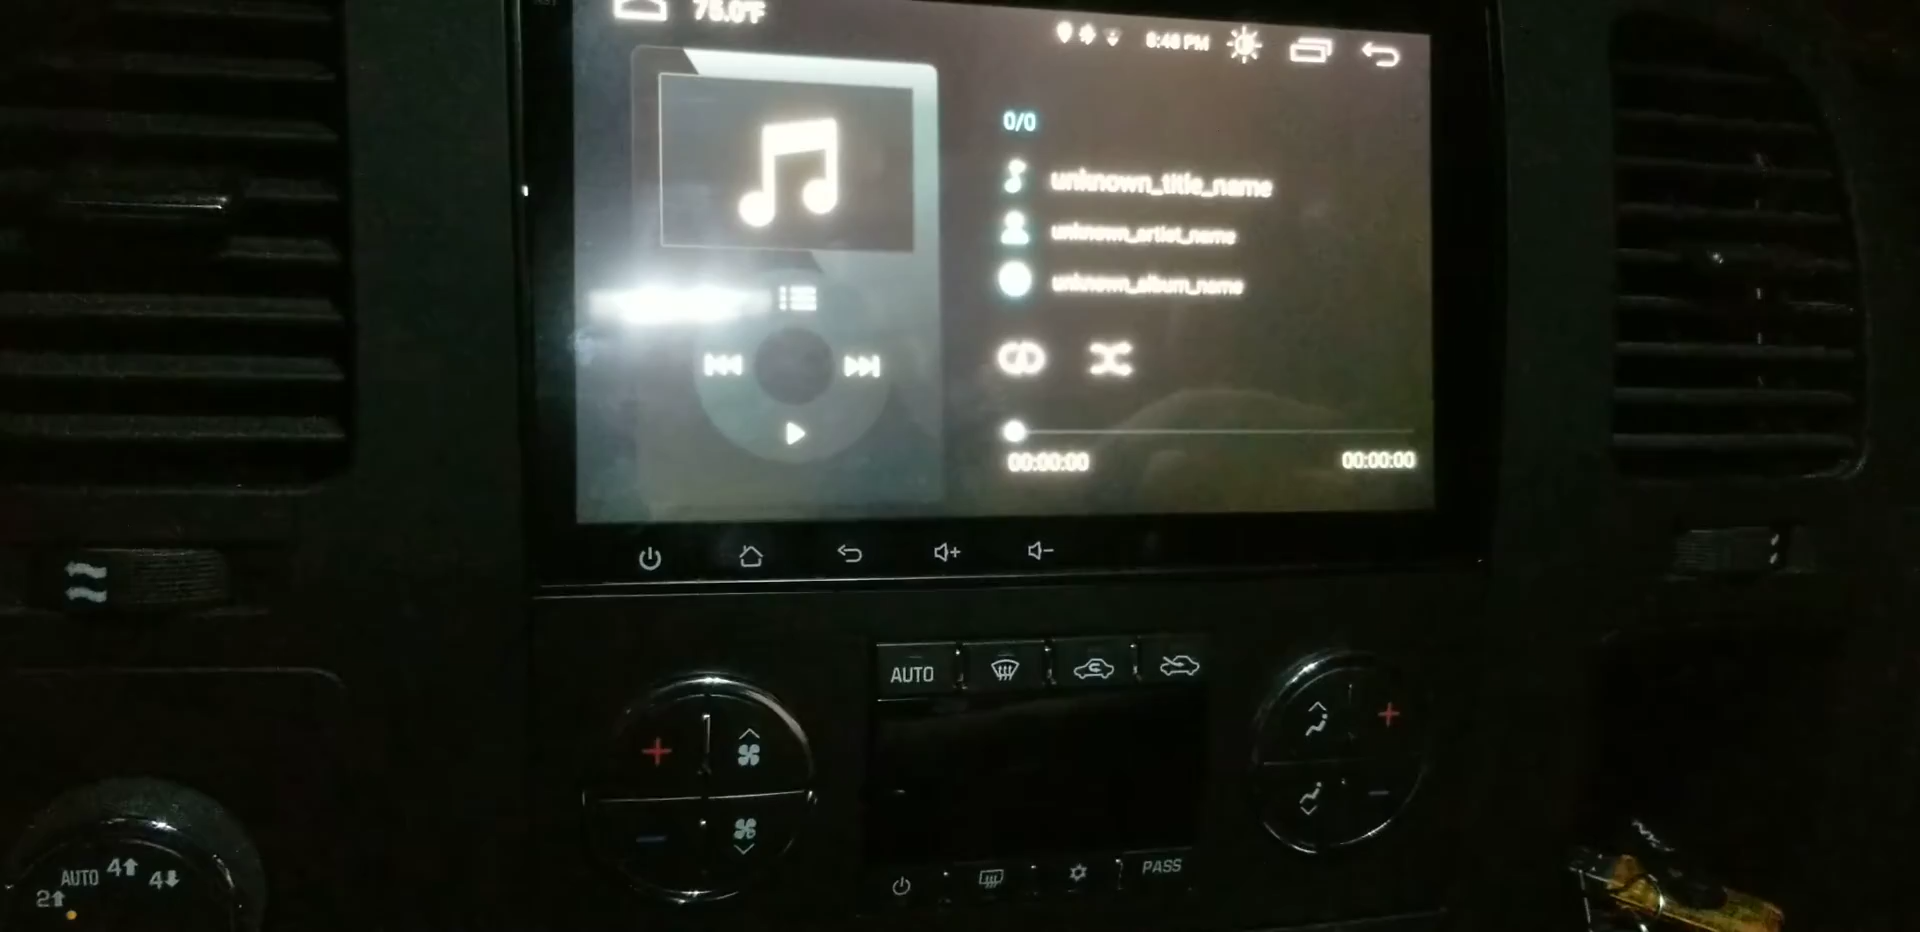 75.0°F
8:48 PM
0/0
unknown_title_name
unknown_artist_name
unknown_album_name
00:00:00
00:00:00
AUTO
PASS
AUTO
4
4
2